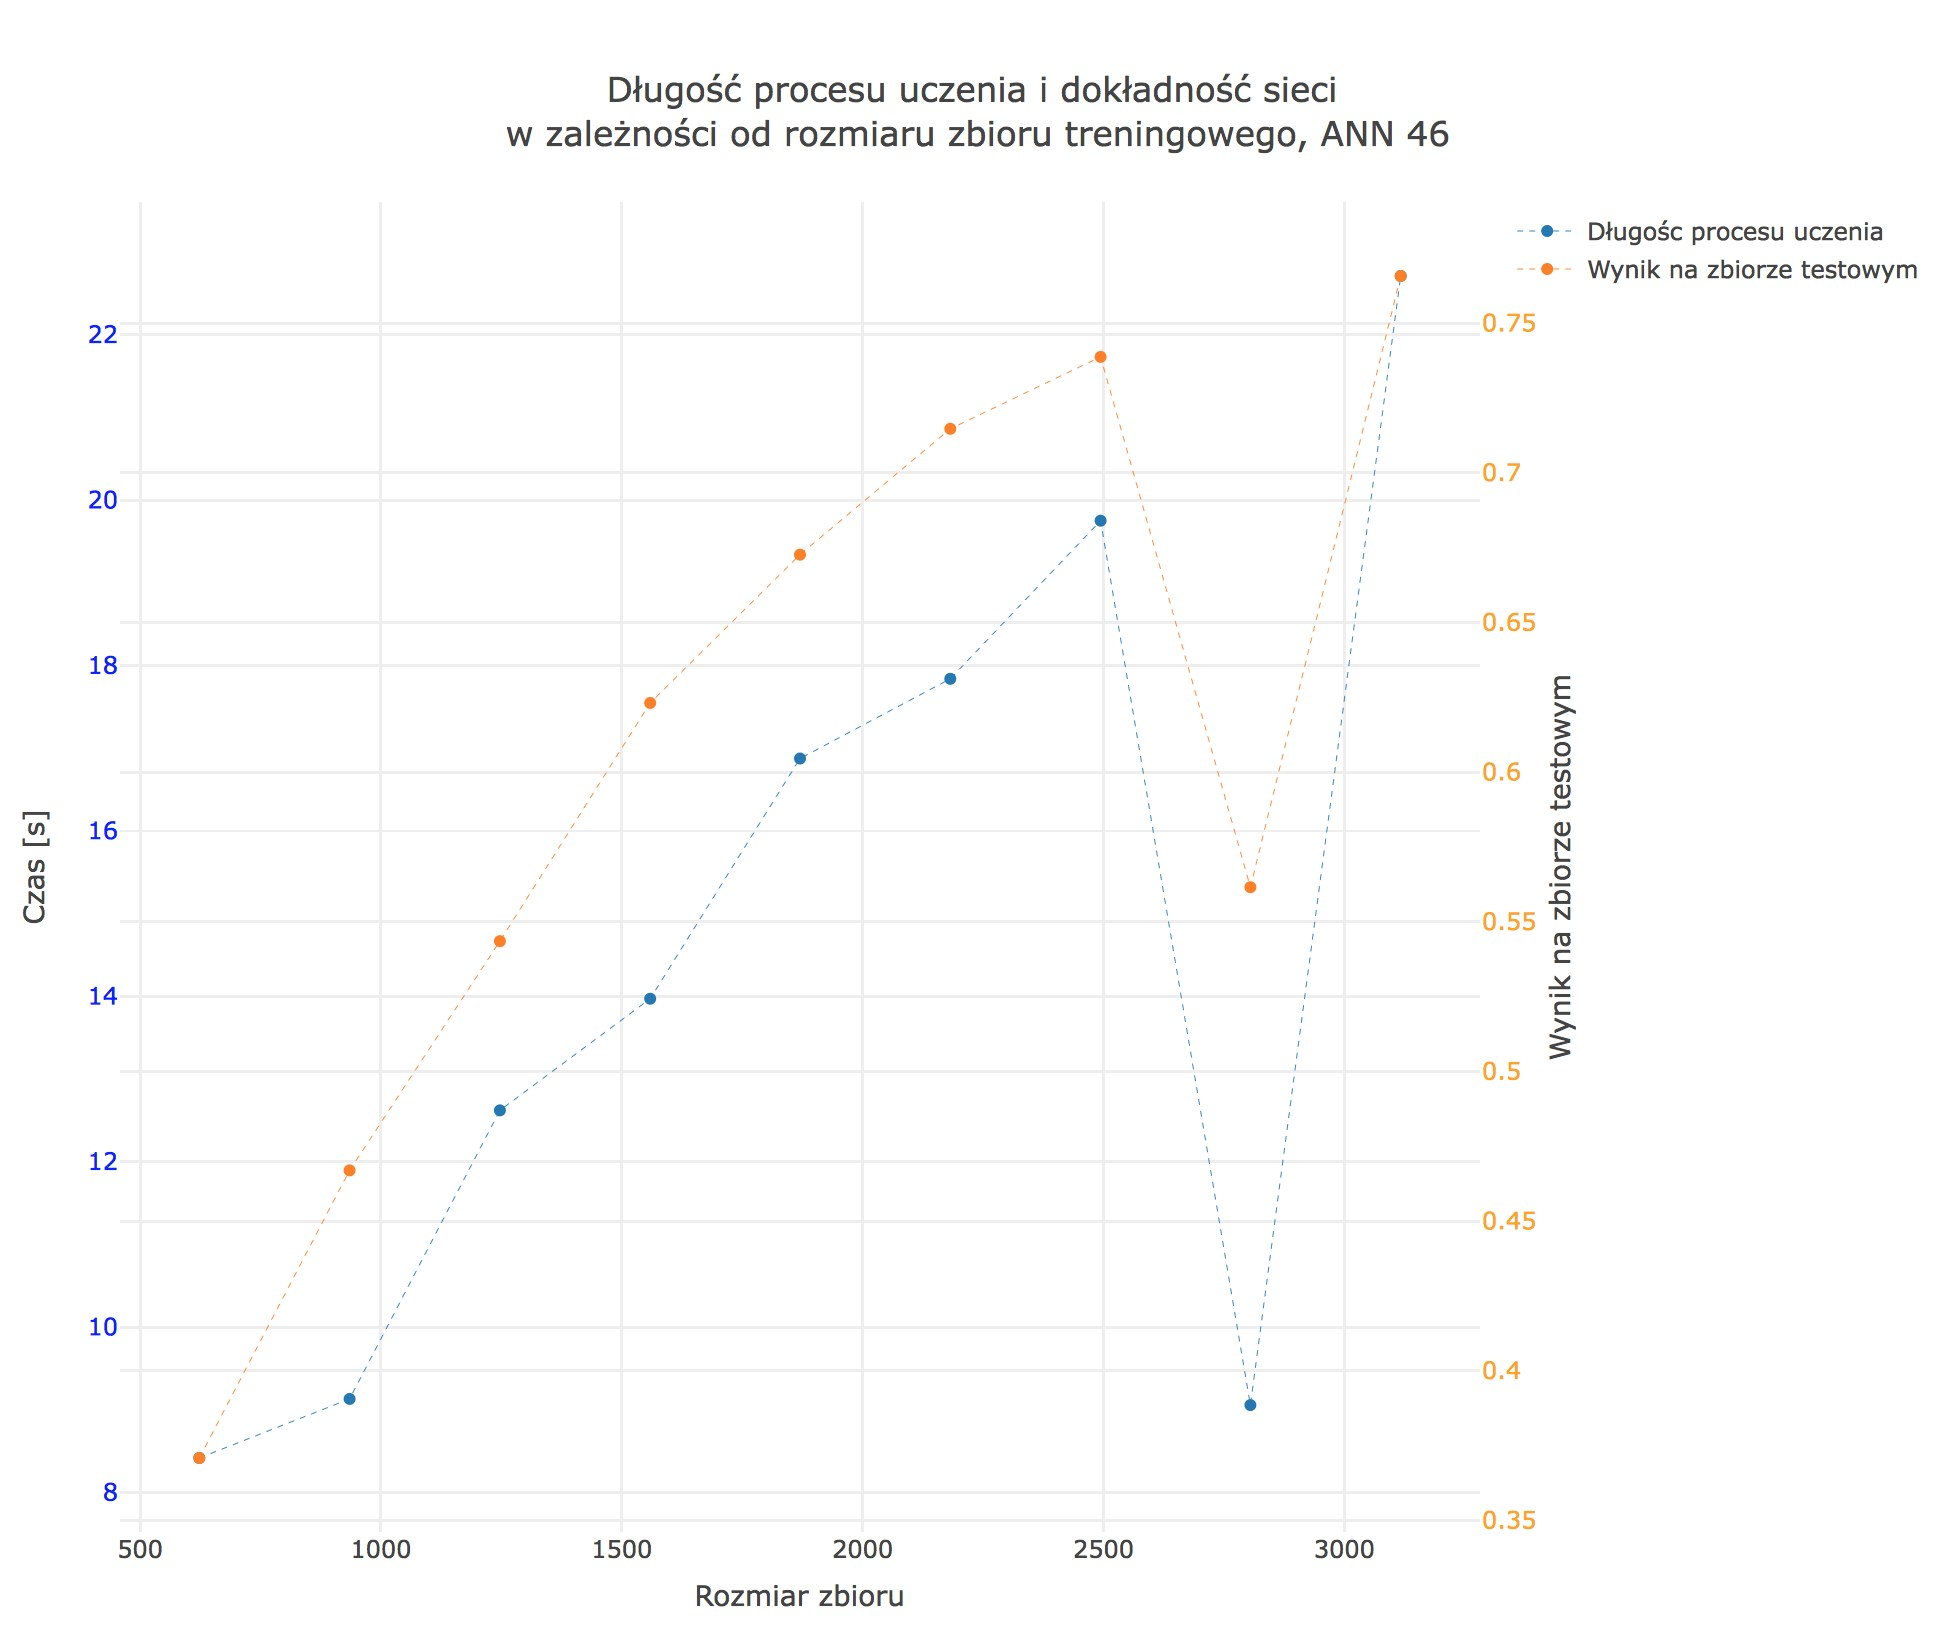 Długość procesu uczenia i dokładność sieci
w zależności od rozmiaru zbioru treningowego, ANN 46
Długośc procesu uczenia
Wynik na zbiorze testowym
22
20
18
16
14
12
10
8
Czas [s]
0.75
0.7
0.65
0.6
0.55
0.5
0.45
0.4
0.35
Wynik na zbiorze testowym
500 1000 1500 2000 2500 3000
Rozmiar zbioru